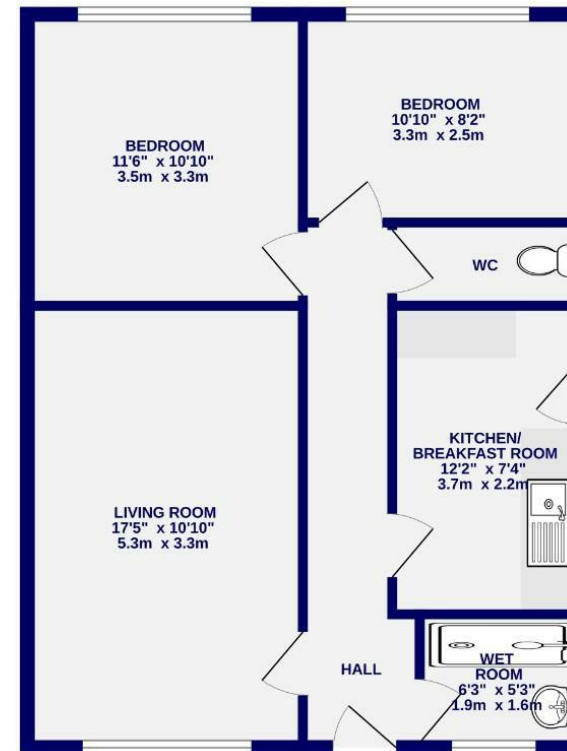 BEDROOM
11'6" x 10'10"
3.5m x 3.3m
BEDROOM
10'10" x 8'2"
3.3m x 2.5m
WC
KITCHEN/
BREAKFAST ROOM
12'2" x 7'4"
3.7m x 2.2m
LIVING ROOM
17'5" x 10'10"
5.3m x 3.3m
HALL
WET
ROOM
6'3" x 5'3"
1.9m x 1.6m